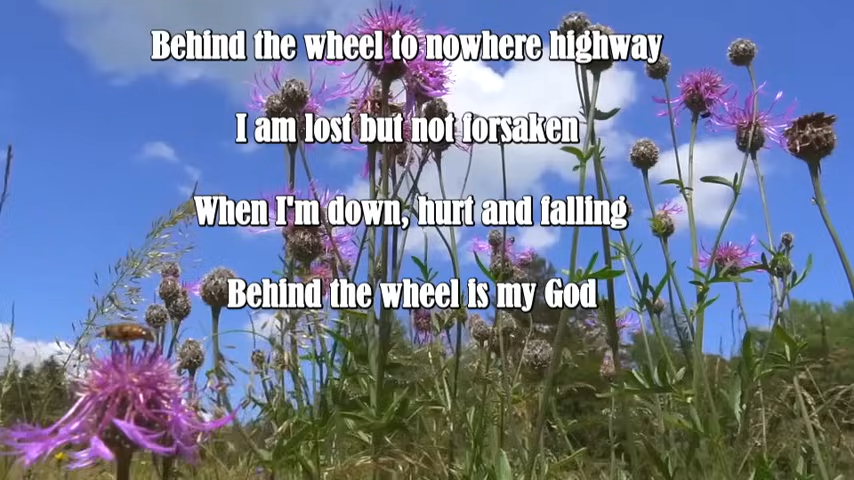 Behind the wheel to nowhere highway
I am lost but not forsaken
When I'm down, hurt and falling
Behind the wheel is my God